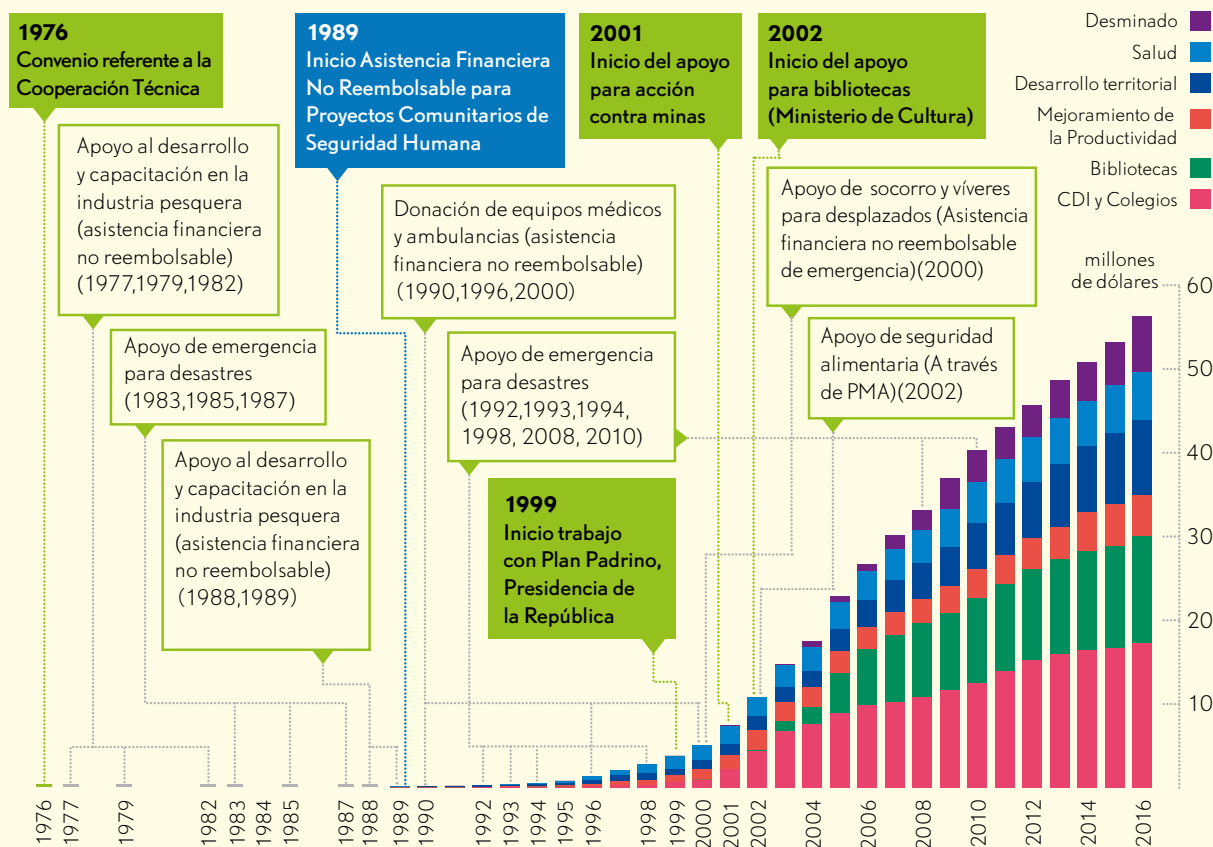 1976
Convenio referente a la
Cooperación Técnica
1989
Inicio Asistencia Financiera
No Reembolsable para
Proyectos Comunitarios de
Seguridad Humana
2001
Inicio del apoyo
para acción
contra minas
2002
Inicio del apoyo
para bibliotecas
(Ministerio de Cultura)
Desminado
Salud
Desarrollo territorial
Mejoramiento de
la Productividad
Bibliotecas
CDI y Colegios
Apoyo al desarrollo
y capacitación en la
industria pesquera
(asistencia financiera
no reembolsable)
(1977,1979,1982)
Donación de equipos médicos
y ambulancias (asistencia
financiera no reembolsable)
(1990,1996,2000)
Apoyo de socorro y víveres
para desplazados (Asistencia
financiera no reembolsable
de emergencia)(2000)
Apoyo de emergencia
para desastres
(1983,1985,1987)
Apoyo de emergencia
para desastres
(1992,1993,1994,
1998, 2008, 2010)
Apoyo de seguridad
alimentaria (A través
de PMA)(2002)
Apoyo al desarrollo
y capacitación en la
industria pesquera
(asistencia financiera
no reembolsable)
(1988,1989)
1999
Inicio trabajo
con Plan Padrino,
Presidencia de
la República
millones
de dólares
60
50
40
30
20
10
1976
1977
1979
1982
1983
1984
1985
1987
1988
1989
1990
1992
1993
1994
1995
1996
1998
1999
2000
2001
2002
2004
2006
2008
2010
2012
2014
2016